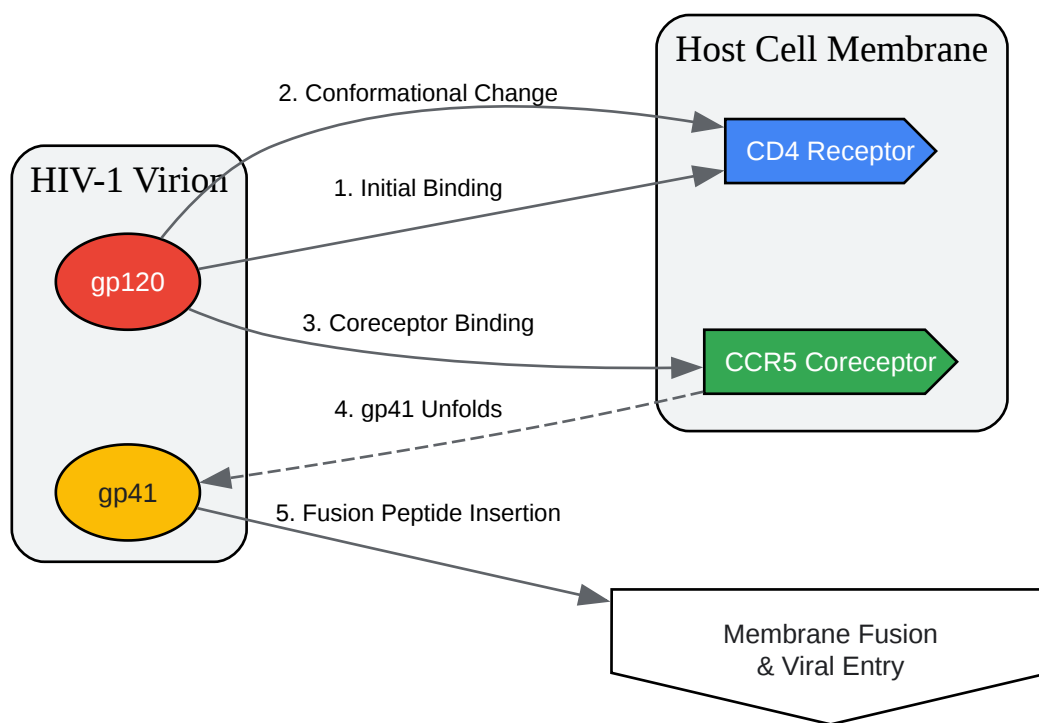 Host Cell Membrane
2. Conformational Change
CD4 Receptor
HIV-1 Virion
1. Initial Binding
gp120
3. Coreceptor Binding
CCR5 Coreceptor
4. gp41 Unfolds
gp41
5. Fusion Peptide Insertion
Membrane Fusion
& Viral Entry